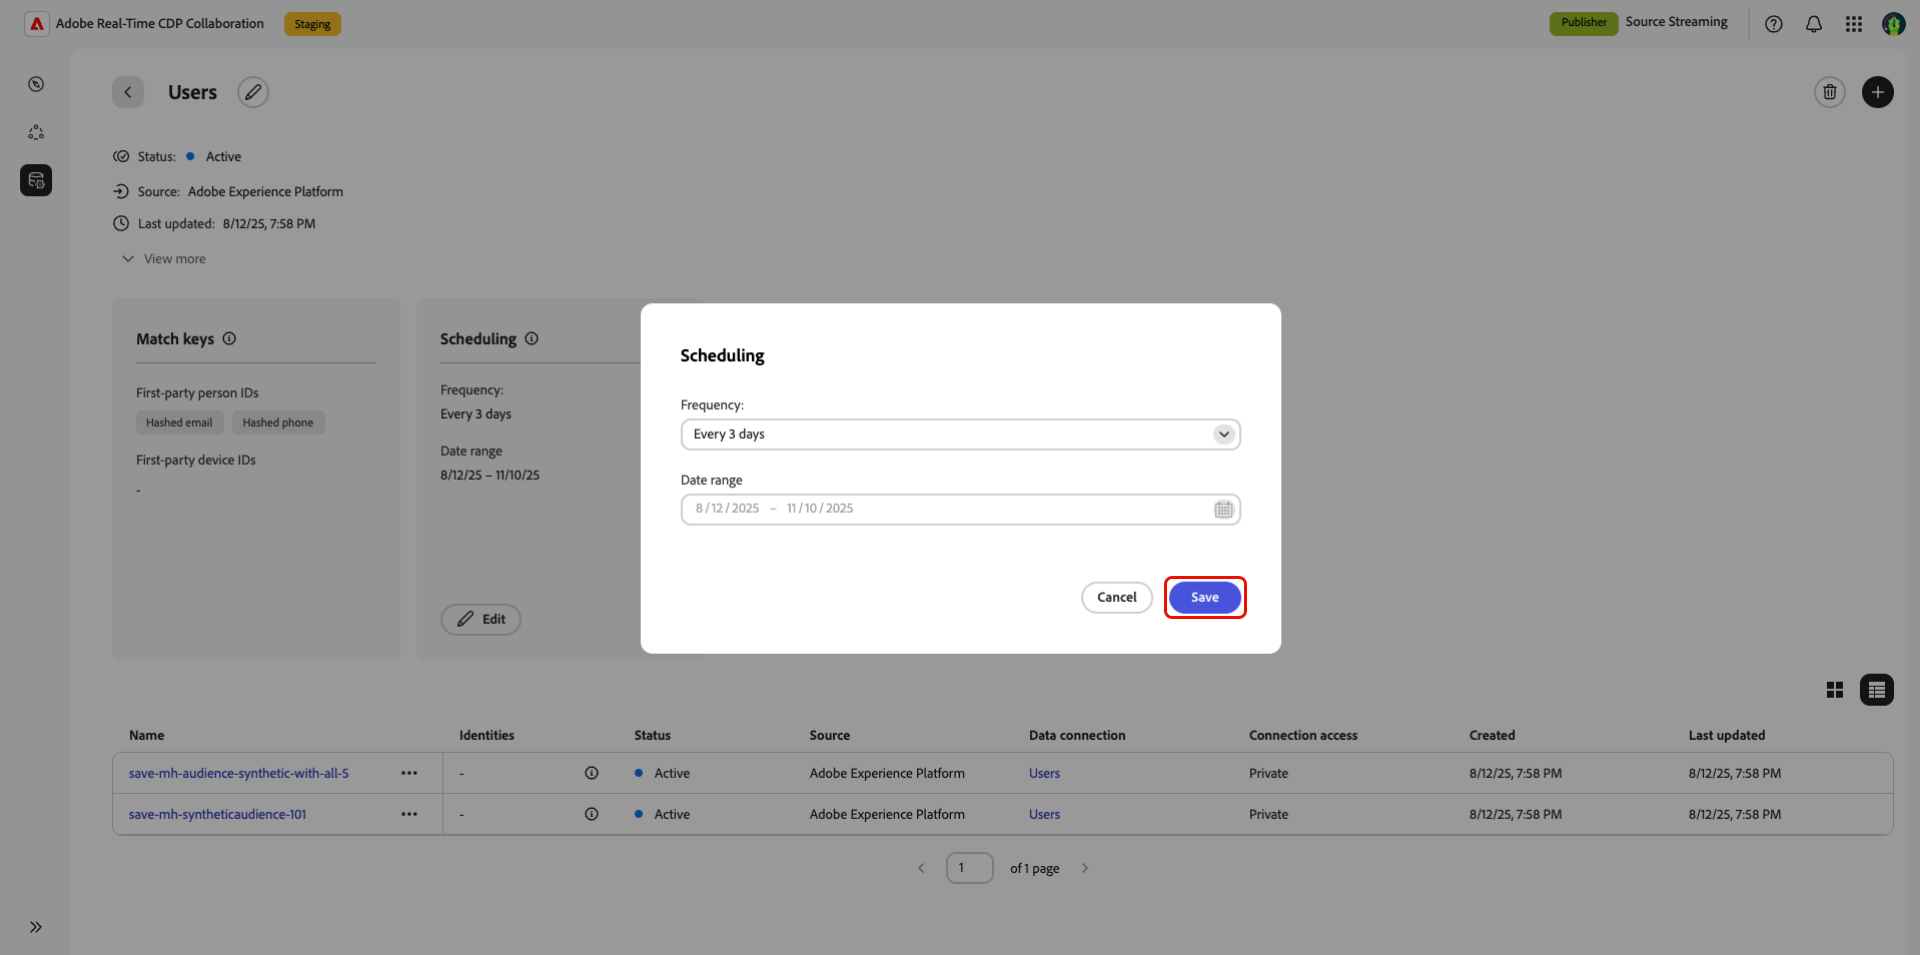 Adobe Real-Time CDP Collaboration
Staging
Publisher
Source Streaming
Users
Status: Active
Source: Adobe Experience Platform
Last updated: 8/12/25, 7:58 PM
View more
Match keys
First-party person IDs
Hashed email
Hashed phone
First-party device IDs
-
Scheduling
Frequency:
Every 3 days
Date range
8/12/25 – 11/10/25
Edit
Scheduling
Frequency:
Every 3 days
Date range
8 / 12 / 2025 – 11 / 10 / 2025
Cancel
Save
Name Identities Status Source Data connection Connection access Created Last updated
save-mh-audience-synthetic-with-all-5 ••• - Active Adobe Experience Platform Users Private 8/12/25, 7:58 PM 8/12/25, 7:58 PM
save-mh-syntheticaudience-101 ••• - Active Adobe Experience Platform Users Private 8/12/25, 7:58 PM 8/12/25, 7:58 PM
1 of 1 page